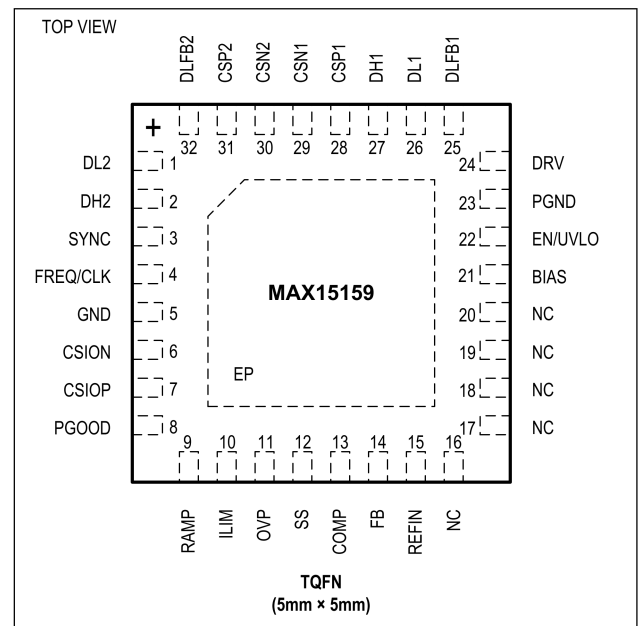 TOP VIEW
DLFB2 CSP2 CSN2 CSN1 CSP1 DH1 DL1 DLFB1
+ 32 31 30 29 28 27 26 25
DL2 1 24 DRV
DH2 2 23 PGND
SYNC 3 22 EN/UVLO
FREQ/CLK 4 21 BIAS
MAX15159
GND 5 20 NC
CSION 6 19 NC
CSIOP 7 18 NC
EP
PGOOD 8 17 NC
9 10 11 12 13 14 15 16
RAMP ILIM OVP SS COMP FB REFIN NC
TQFN
(5mm × 5mm)